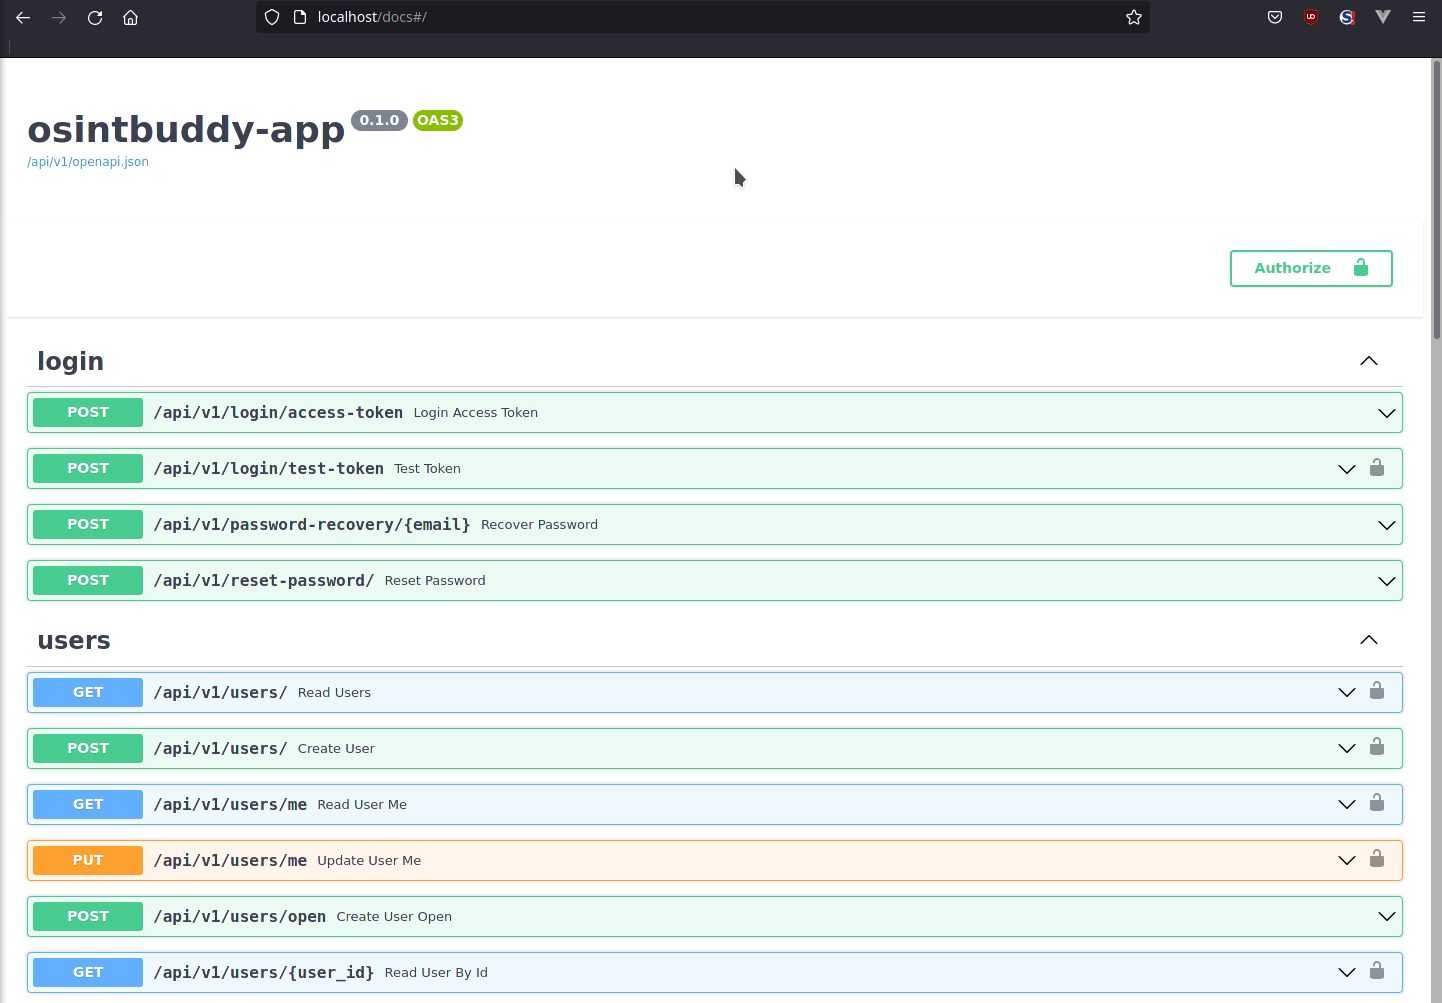 localhost/docs#/
osintbuddy-app 0.1.0 OAS3
/api/v1/openapi.json
Authorize
login
POST /api/v1/login/access-token Login Access Token
POST /api/v1/login/test-token Test Token
POST /api/v1/password-recovery/{email} Recover Password
POST /api/v1/reset-password/ Reset Password
users
GET /api/v1/users/ Read Users
POST /api/v1/users/ Create User
GET /api/v1/users/me Read User Me
PUT /api/v1/users/me Update User Me
POST /api/v1/users/open Create User Open
GET /api/v1/users/{user_id} Read User By Id